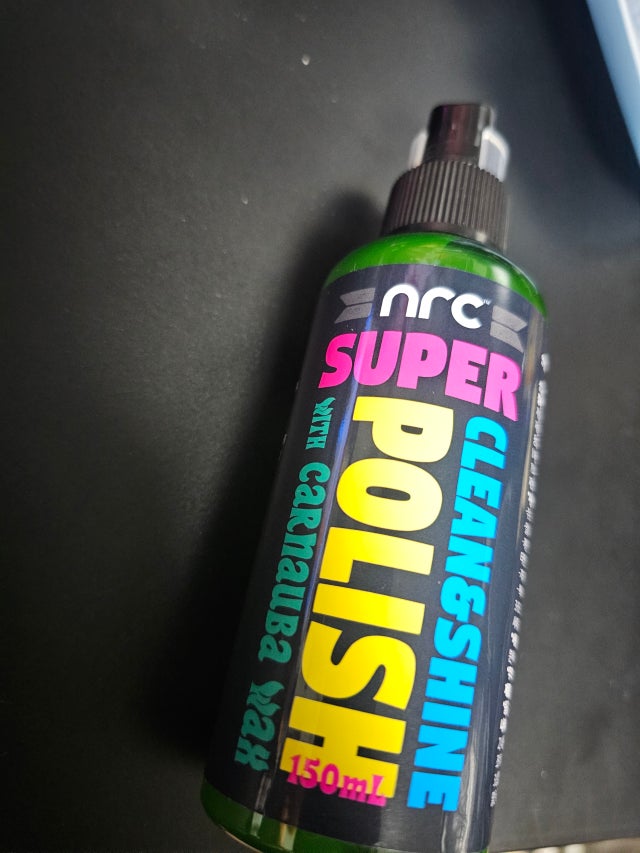 nrc
SUPER
POLISH
CLEAN&SHINE
WITH CARNAUBA WAX
150mL